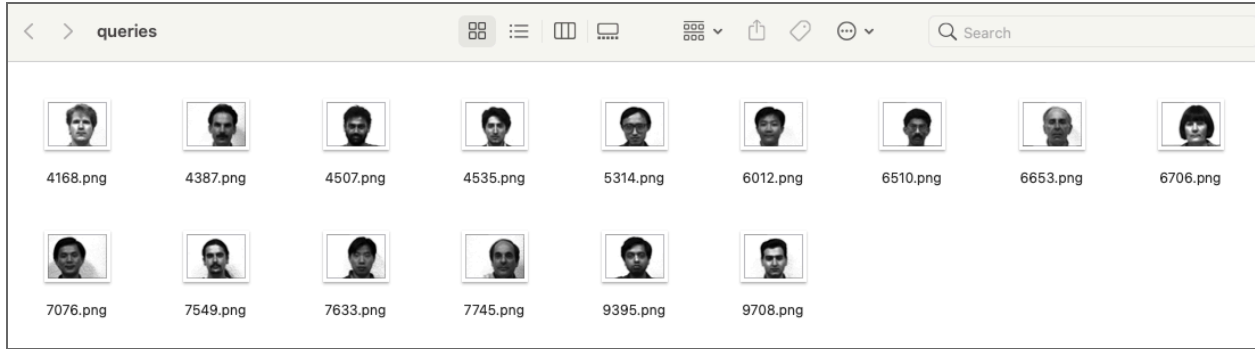 queries
Search
4168.png 4387.png 4507.png 4535.png 5314.png 6012.png 6510.png 6653.png 6706.png
7076.png 7549.png 7633.png 7745.png 9395.png 9708.png